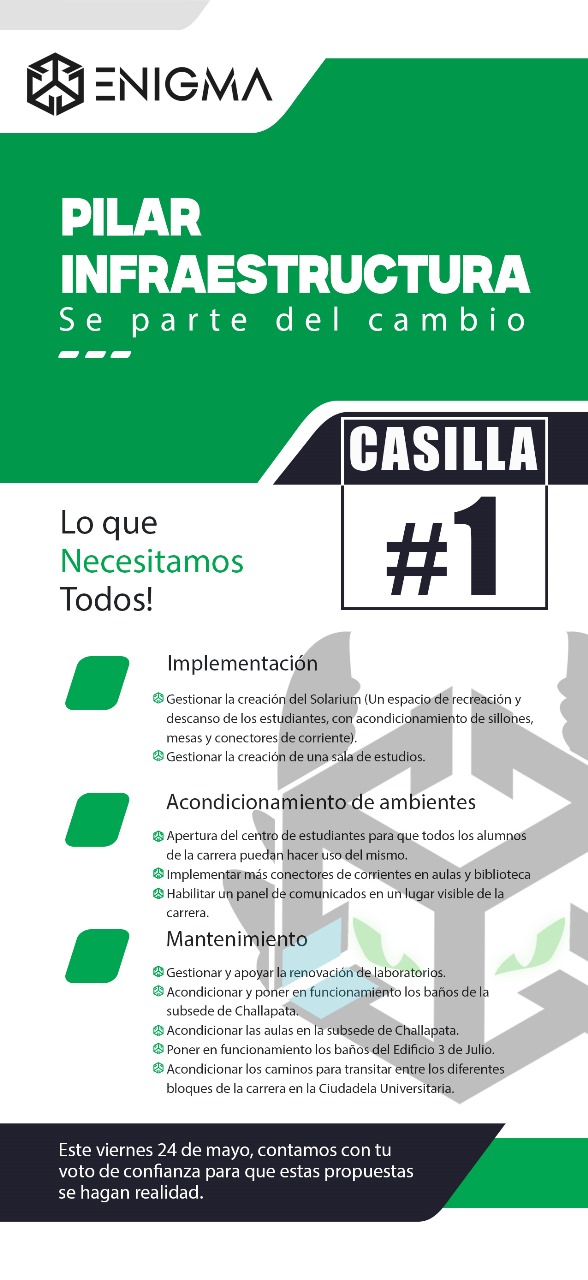 ENIGMA
PILAR
INFRAESTRUCTURA
Se parte del cambio
CASILLA
#1
Lo que
Necesitamos
Todos!
Implementación
Gestionar la creación del Solarium (Un espacio de recreación y
descanso de los estudiantes, con acondicionamiento de sillones,
mesas y conectores de corriente).
Gestionar la creación de una sala de estudios.
Acondicionamiento de ambientes
Apertura del centro de estudiantes para que todos los alumnos
de la carrera puedan hacer uso del mismo.
Implementar más conectores de corrientes en aulas y biblioteca
Habilitar un panel de comunicados en un lugar visible de la
carrera.
Mantenimiento
Gestionar y apoyar la renovación de laboratorios.
Acondicionar y poner en funcionamiento los baños de la
subsede de Challapata.
Acondicionar las aulas en la subsede de Challapata.
Poner en funcionamiento los baños del Edificio 3 de Julio.
Acondicionar los caminos para transitar entre los diferentes
bloques de la carrera en la Ciudadela Universitaria.
Este viernes 24 de mayo, contamos con tu
voto de confianza para que estas propuestas
se hagan realidad.